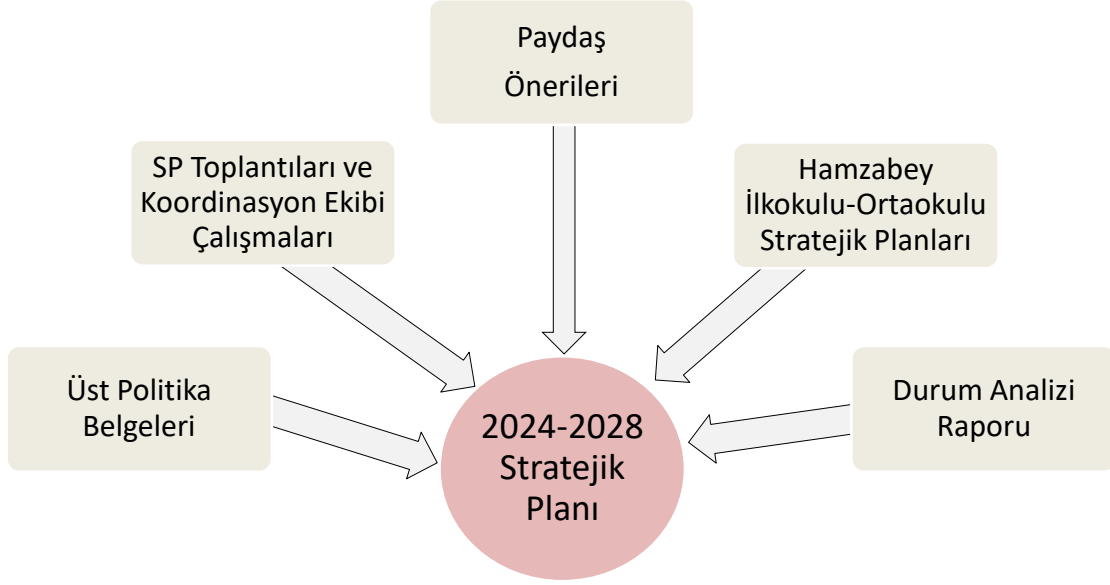 Paydaş
Önerileri
SP Toplantıları ve
Koordinasyon Ekibi
Çalışmaları
Hamzabey
İlkokulu-Ortaokulu
Stratejik Planları
Üst Politika
Belgeleri
2024-2028
Stratejik
Planı
Durum Analizi
Raporu